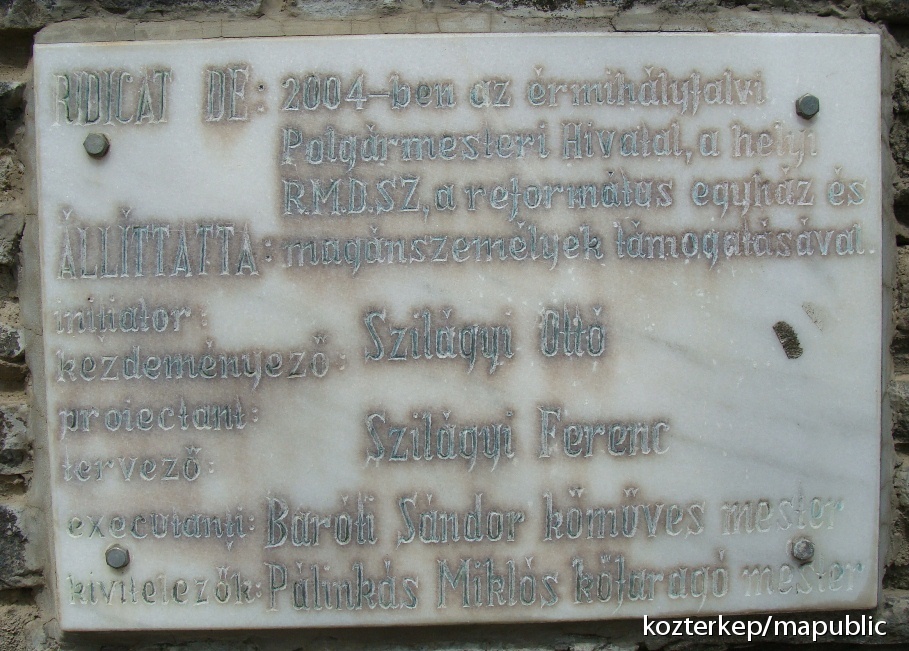 RIDICAT DE: 2004-ben az érmihályfalvi
Polgármesteri Hivatal, a helyi
R.M.D.SZ., a református egyház és
ÁLLÍTTATTA: magánszemélyek támogatásával.
inițiator:
kezdeményező: Szilágyi Ottó
proiectant:
tervező: Szilágyi Ferenc
executanți: Baróti Sándor kőműves mester
kivitelezők: Pálinkás Miklós kőfaragó mester
kozterkep/mapublic